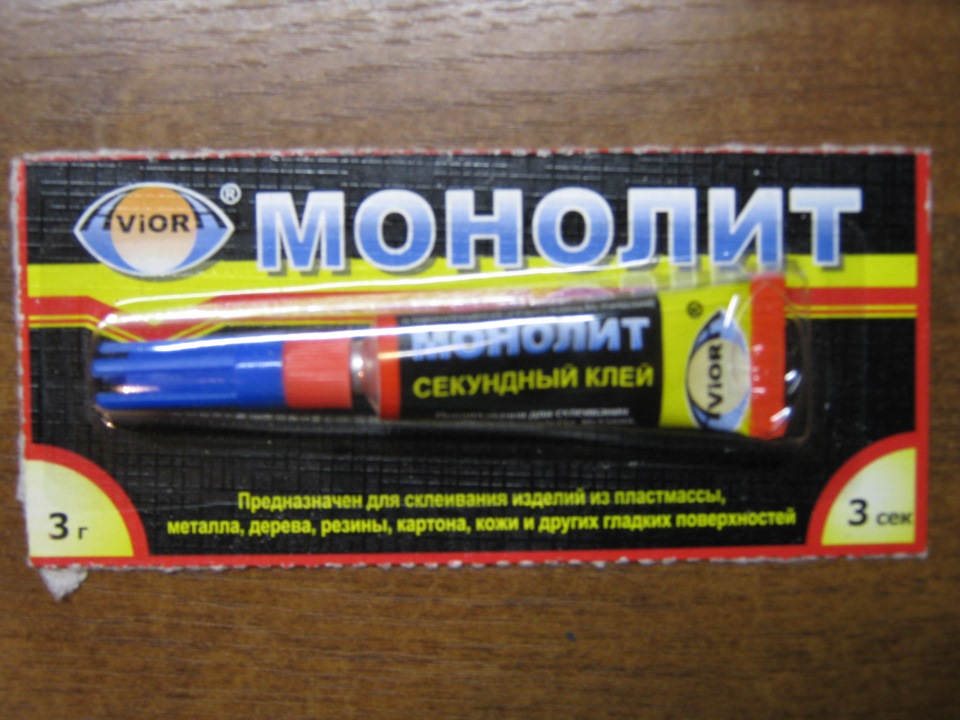 ViOR ® МОНОЛИТ
МОНОЛИТ
СЕКУНДНЫЙ КЛЕЙ
® ViOR
Предназначен для склеивания изделий из пластмассы,
металла, дерева, резины, картона, кожи и других гладких поверхностей
3 г
3 сек